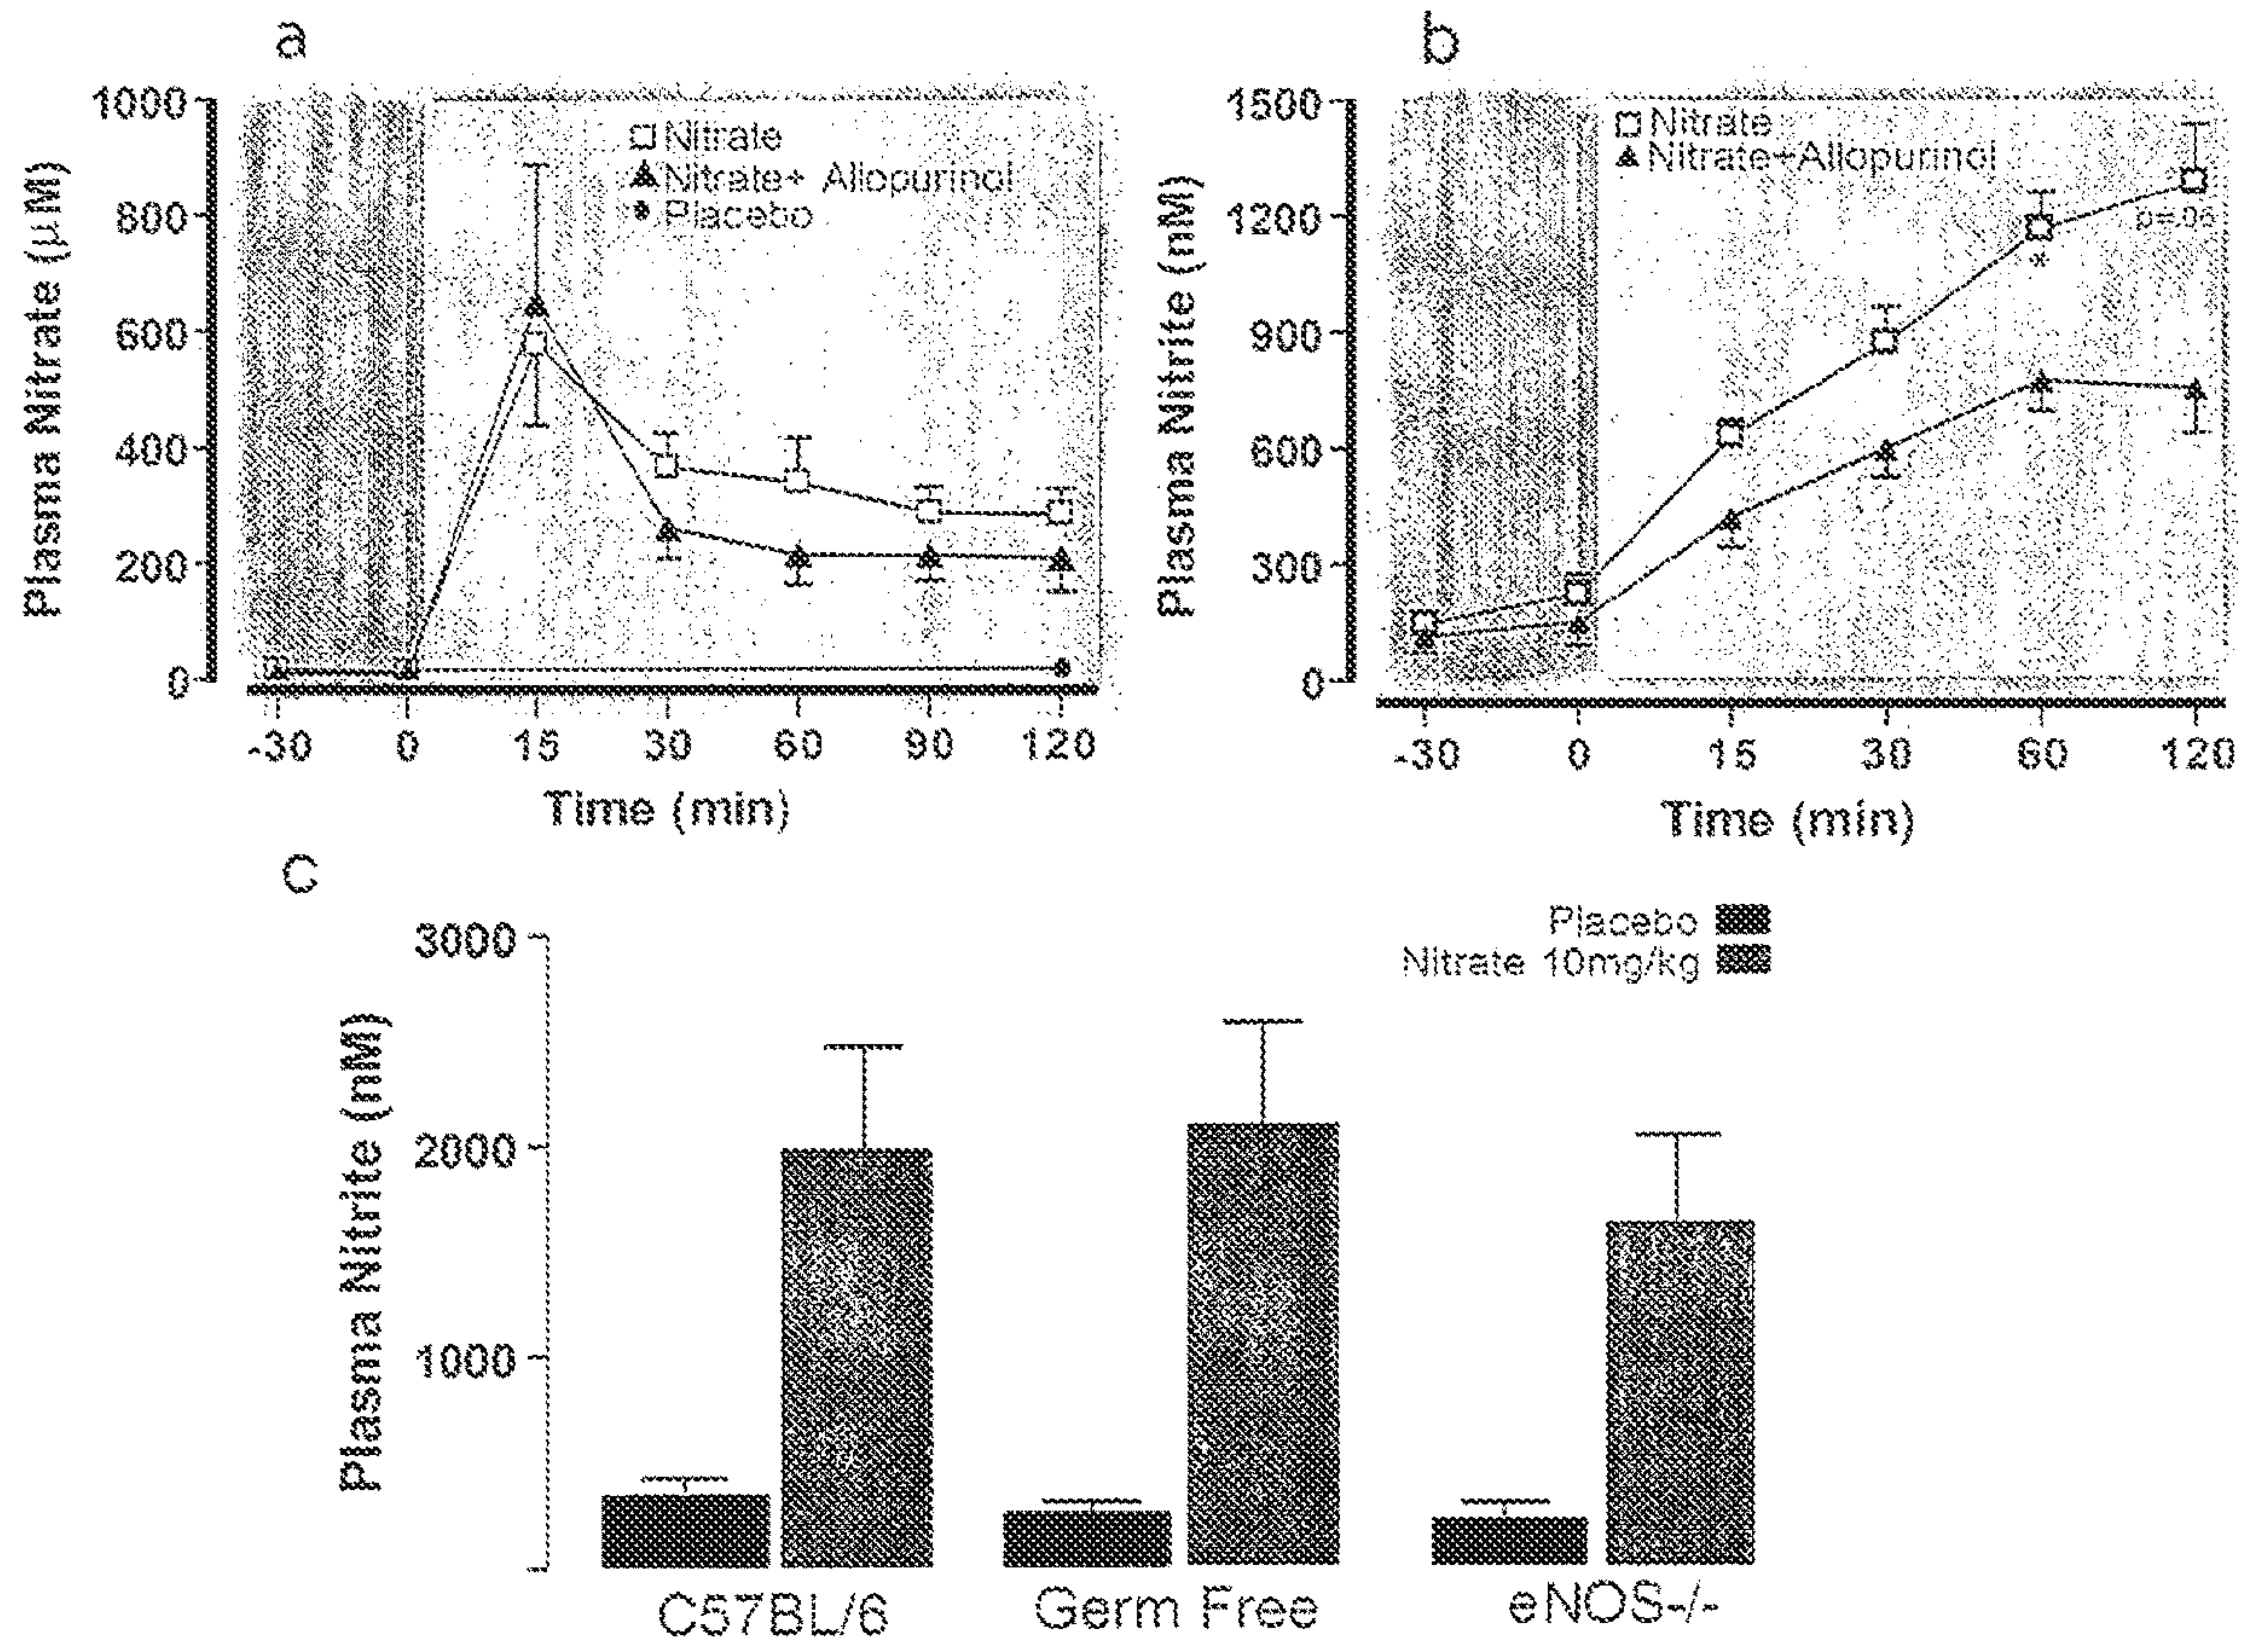 a
1000
800
600
400
200
0
Plasma Nitrate (µM)
Nitrate
Nitrate+ Allopurinol
Placebo
-30 0 15 30 60 90 120
Time (min)
b
1500
1200
900
600
300
0
Plasma Nitrite (nM)
Nitrate
Nitrate+Allopurinol
*
-30 0 15 30 60 120
Time (min)
c
3000
2000
1000
Plasma Nitrite (nM)
Placebo
Nitrate 10mg/kg
C57BL/6 Germ Free eNOS-/-